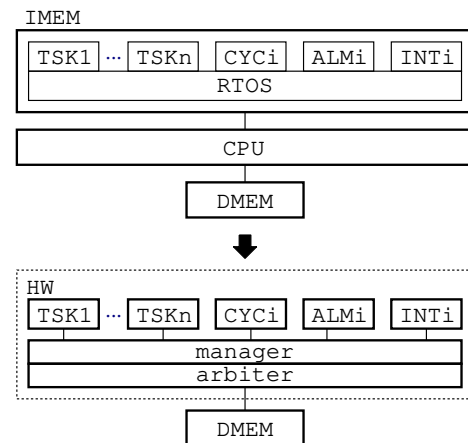 IMEM
TSK1 ... TSKn CYCi ALMi INTi
RTOS
CPU
DMEM
HW
TSK1 ... TSKn CYCi ALMi INTi
manager
arbiter
DMEM